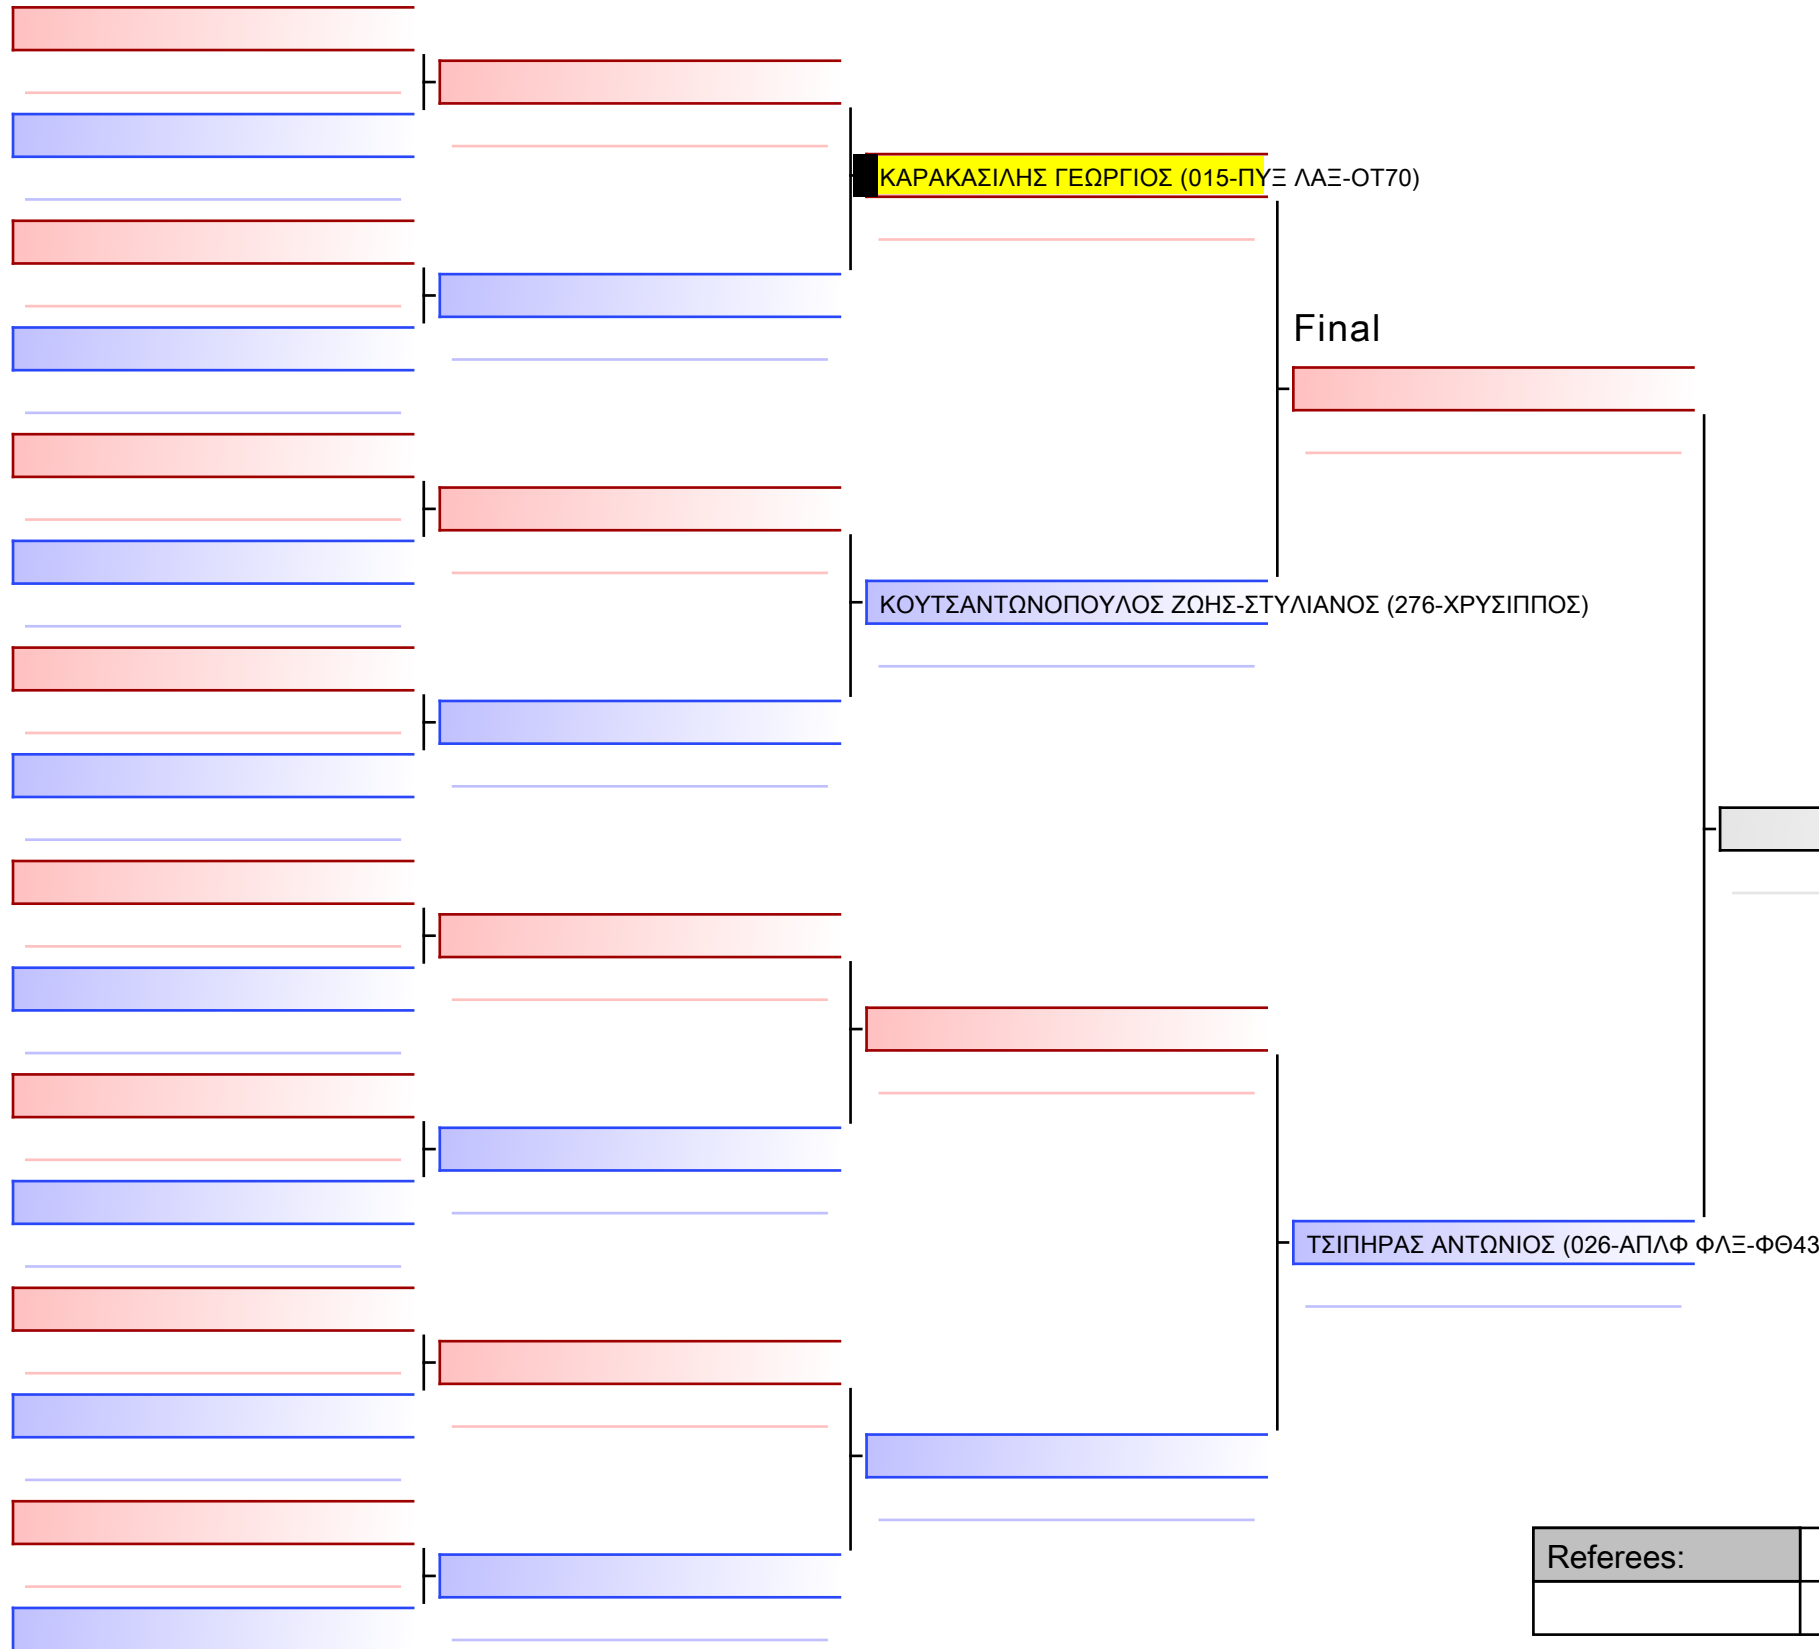 ΚΑΡΑΚΑΣΙΛΗΣ ΓΕΩΡΓΙΟΣ (015-ΠΥΞ ΛΑΞ-ΟΤ70)
Final
ΚΟΥΤΣΑΝΤΩΝΟΠΟΥΛΟΣ ΖΩΗΣ-ΣΤΥΛΙΑΝΟΣ (276-ΧΡΥΣΙΠΠΟΣ)
ΤΣΙΠΗΡΑΣ ΑΝΤΩΝΙΟΣ (026-ΑΠΛΦ ΦΛΞ-ΦΘ43
Referees: